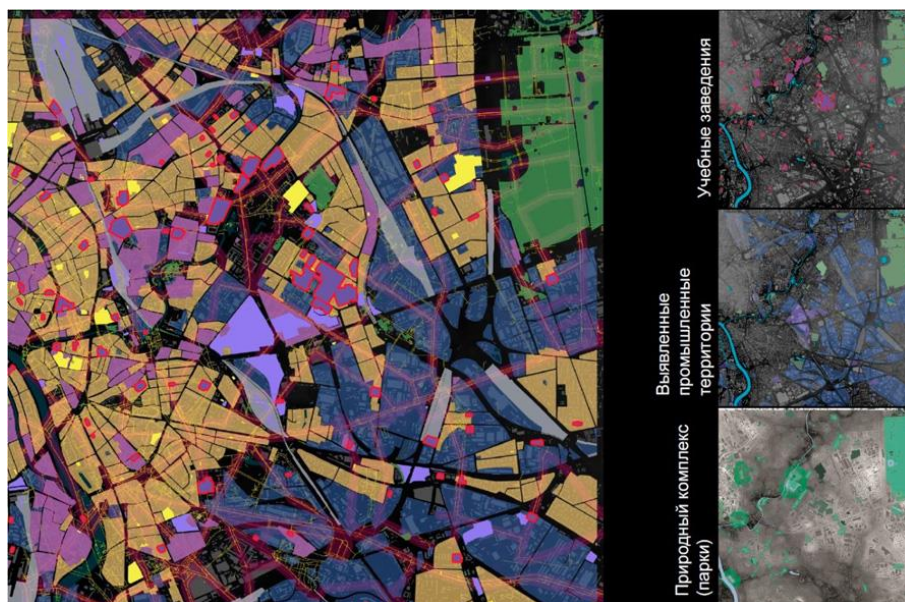 Учебные заведения
Выявленные
промышленные
территории
Природный комплекс
(парки)